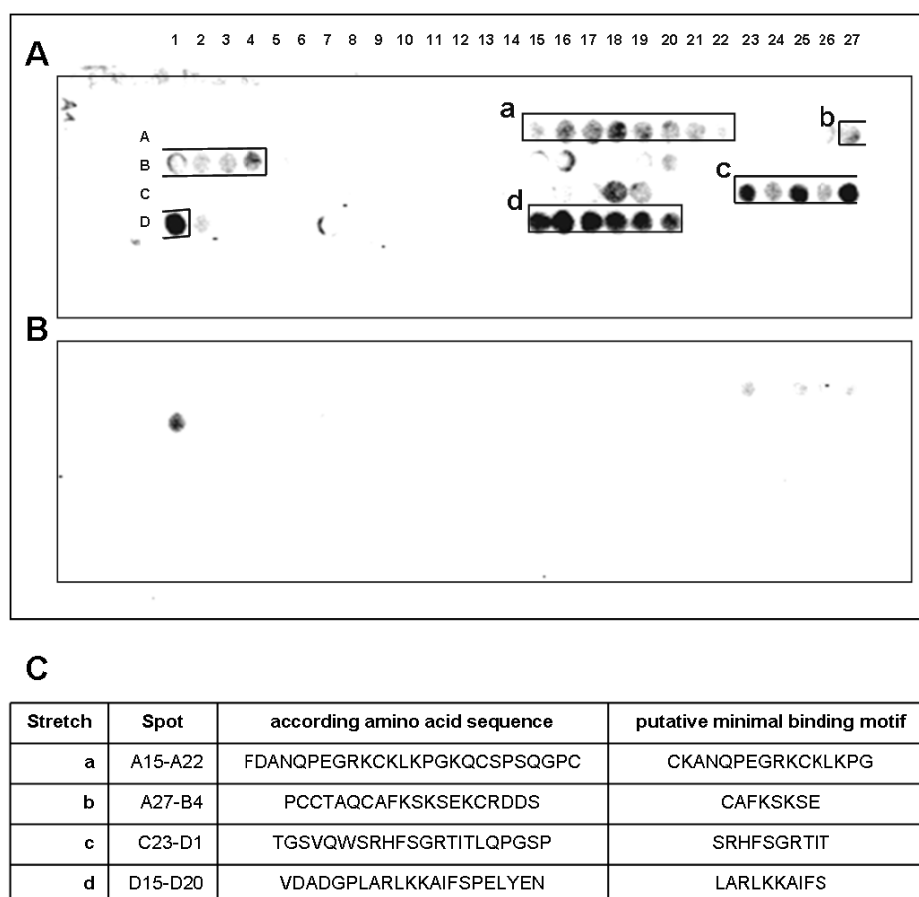 A
1 2 3 4 5 6 7 8 9 10 11 12 13 14 15 16 17 18 19 20 21 22 23 24 25 26 27
a
b
A
B
c
C
d
D
B
C
Stretch Spot according amino acid sequence putative minimal binding motif
a A15-A22 FDANQPEGRKCKLKPGKQCSPSQGPC CKANQPEGRKCKLKPG
b A27-B4 PCCTAQCAFKSKSEKCRDDS CAFKSKSE
c C23-D1 TGSVQWSRHFSGRTITLQPGSP SRHFSGRTIT
d D15-D20 VDADGPLARLKKAIFSPELYEN LARLKKAIFS